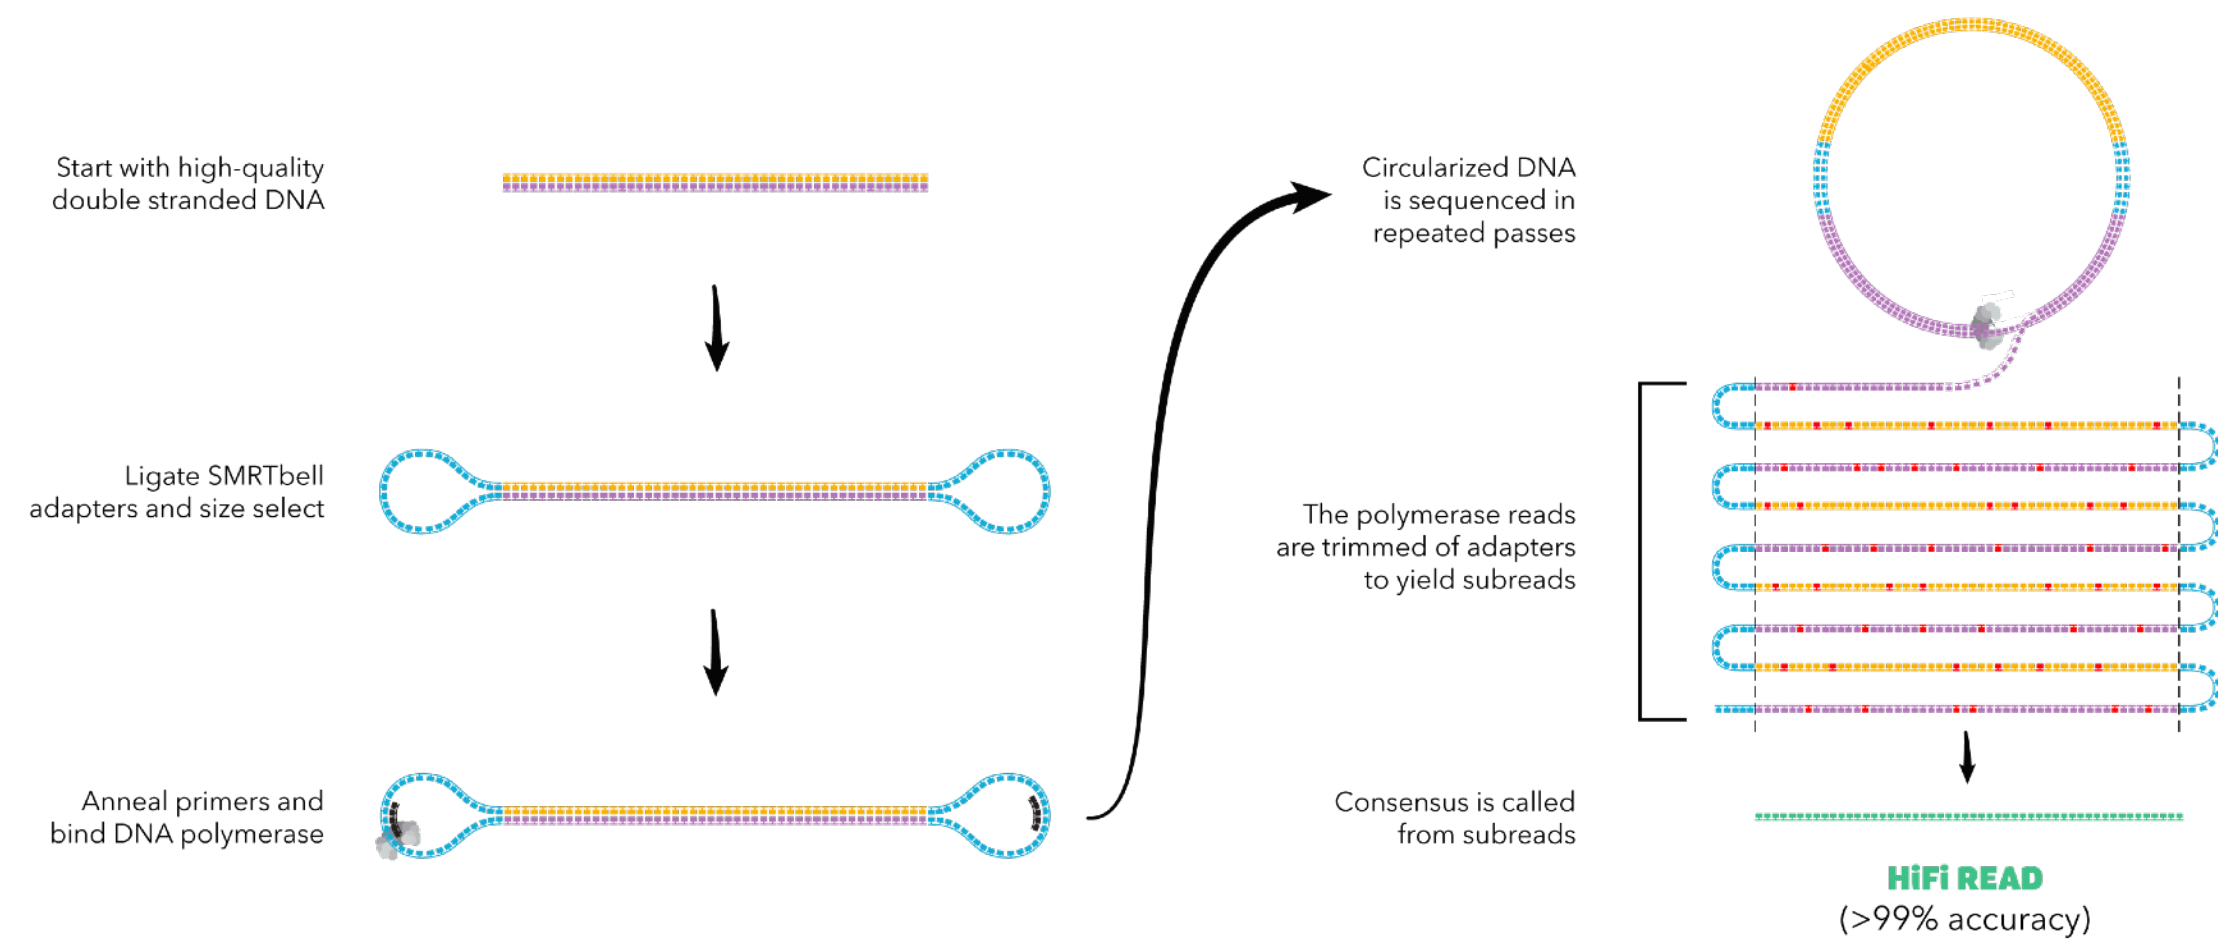 Start with high-quality
double stranded DNA
Ligate SMRTbell
adapters and size select
Anneal primers and
bind DNA polymerase
Circularized DNA
is sequenced in
repeated passes
The polymerase reads
are trimmed of adapters
to yield subreads
Consensus is called
from subreads
HiFi READ
(>99% accuracy)